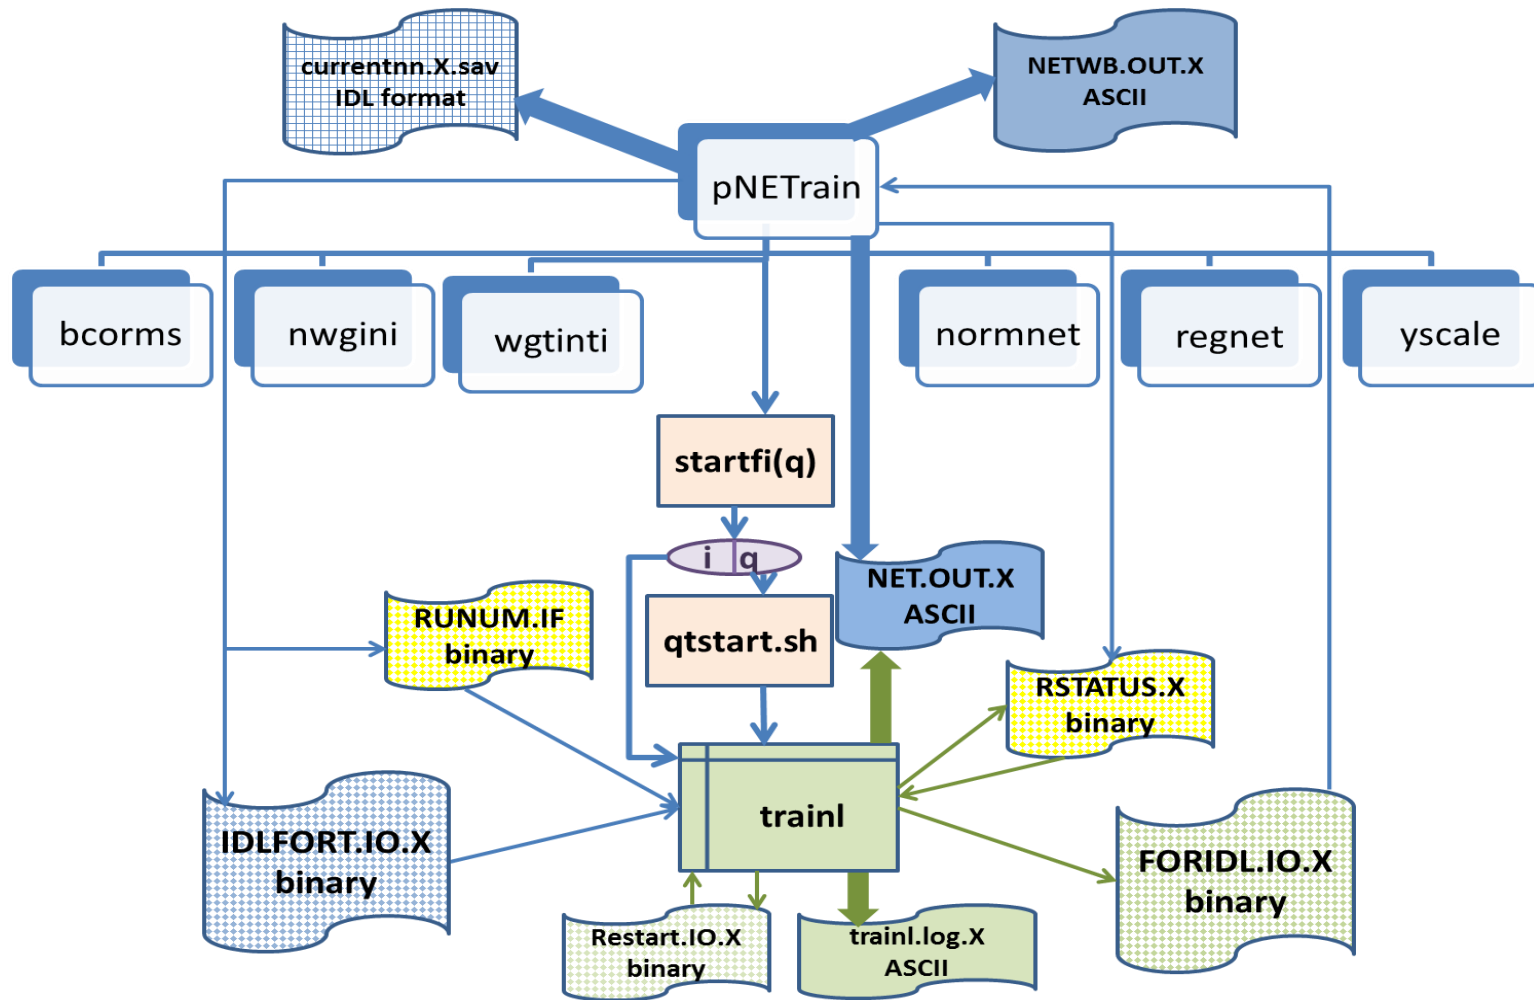 currentnn.X.sav
IDL format
NETWB.OUT.X
ASCII
pNETrain
bcorms
nwgini
wgtinti
normnet
regnet
yscale
startfi(q)
i q
qtstart.sh
NET.OUT.X
ASCII
RUNUM.IF
binary
RSTATUS.X
binary
trainl
IDLFORT.IO.X
binary
FORIDL.IO.X
binary
Restart.IO.X
binary
trainl.log.X
ASCII